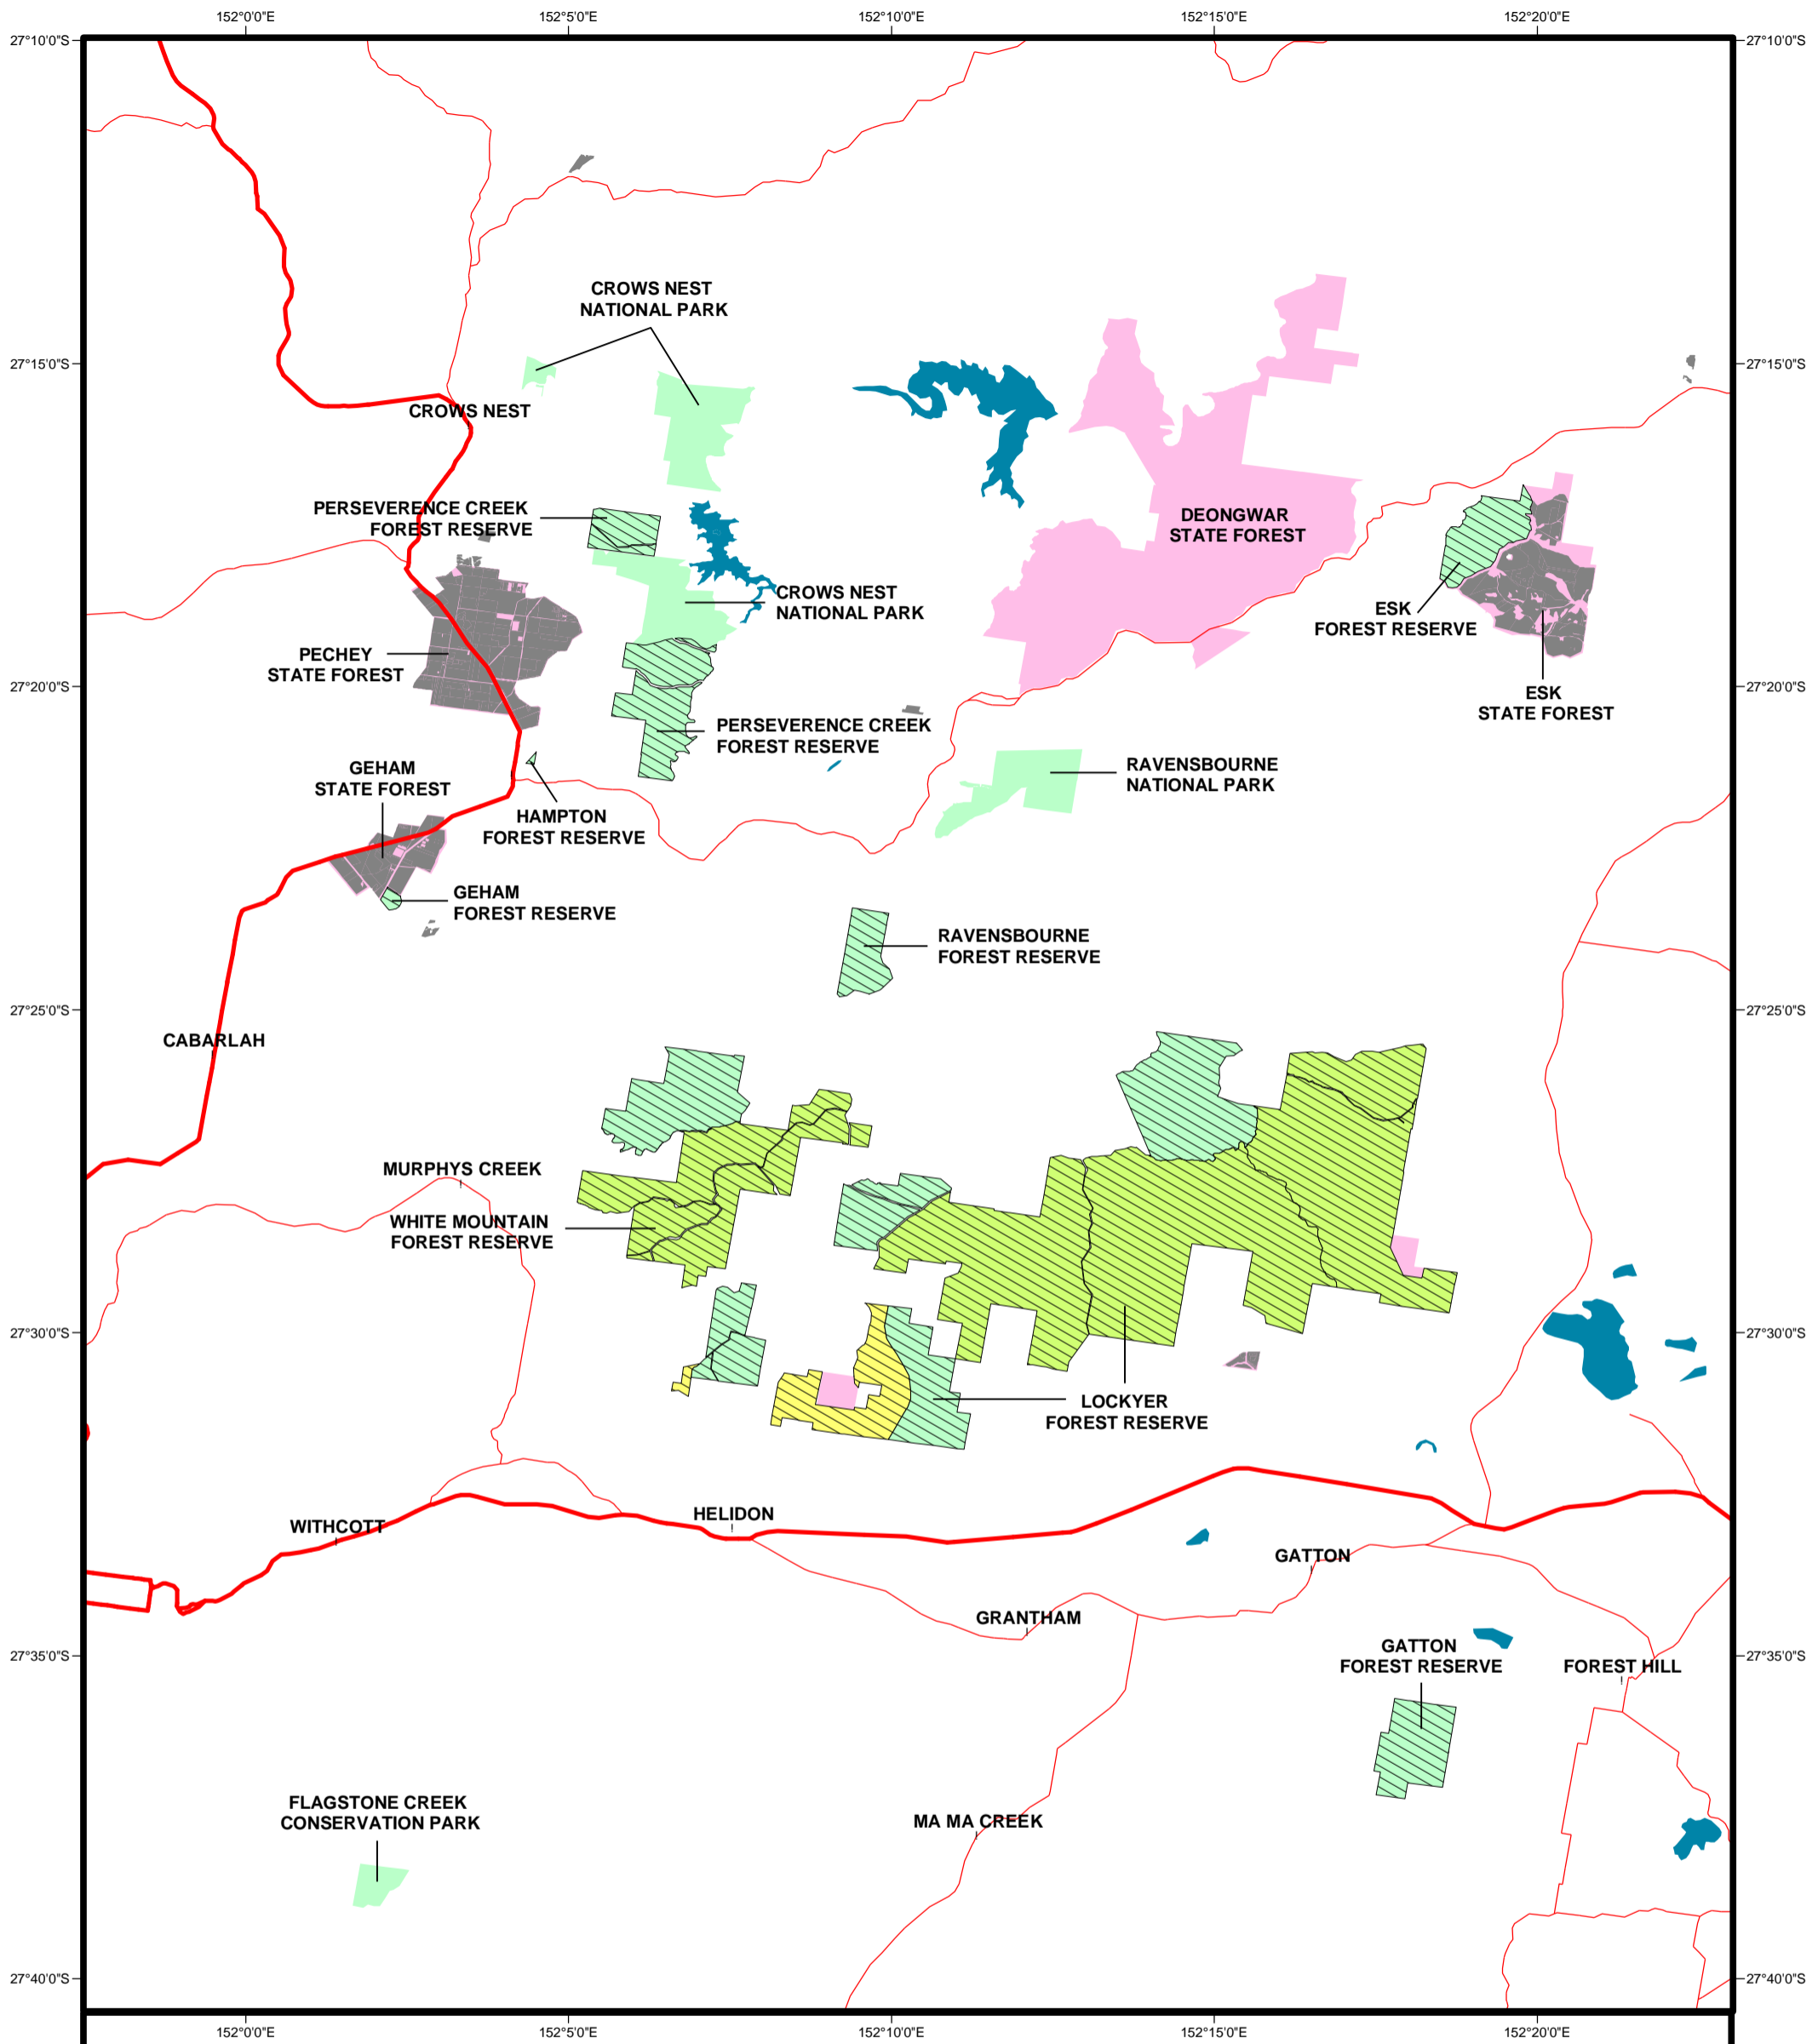 152°0'0"E
152°5'0"E
152°10'0"E
152°15'0"E
152°20'0"E
27°10'0"S
27°10'0"S
CROWS NEST
NATIONAL PARK
27°15'0"S
27°15'0"S
CROWS NEST
PERSEVERENCE CREEK
FOREST RESERVE
DEONGWAR
STATE FOREST
CROWS NEST
NATIONAL PARK
ESK
FOREST RESERVE
PECHEY
STATE FOREST
27°20'0"S
27°20'0"S
ESK
STATE FOREST
PERSEVERENCE CREEK
FOREST RESERVE
GEHAM
STATE FOREST
RAVENSBOURNE
NATIONAL PARK
HAMPTON
FOREST RESERVE
GEHAM
FOREST RESERVE
RAVENSBOURNE
FOREST RESERVE
27°25'0"S
27°25'0"S
CABARLAH
MURPHYS CREEK
WHITE MOUNTAIN
FOREST RESERVE
27°30'0"S
27°30'0"S
LOCKYER
FOREST RESERVE
HELIDON
WITHCOTT
GATTON
GRANTHAM
GATTON
FOREST RESERVE
27°35'0"S
27°35'0"S
FOREST HILL
FLAGSTONE CREEK
CONSERVATION PARK
MA MA CREEK
27°40'0"S
27°40'0"S
152°0'0"E
152°5'0"E
152°10'0"E
152°15'0"E
152°20'0"E